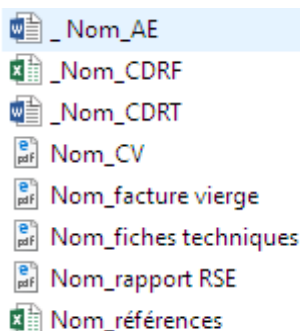 _ Nom_AE
_Nom_CDRF
_Nom_CDRT
Nom_CV
Nom_facture vierge
Nom_fiches techniques
Nom_rapport RSE
Nom_références